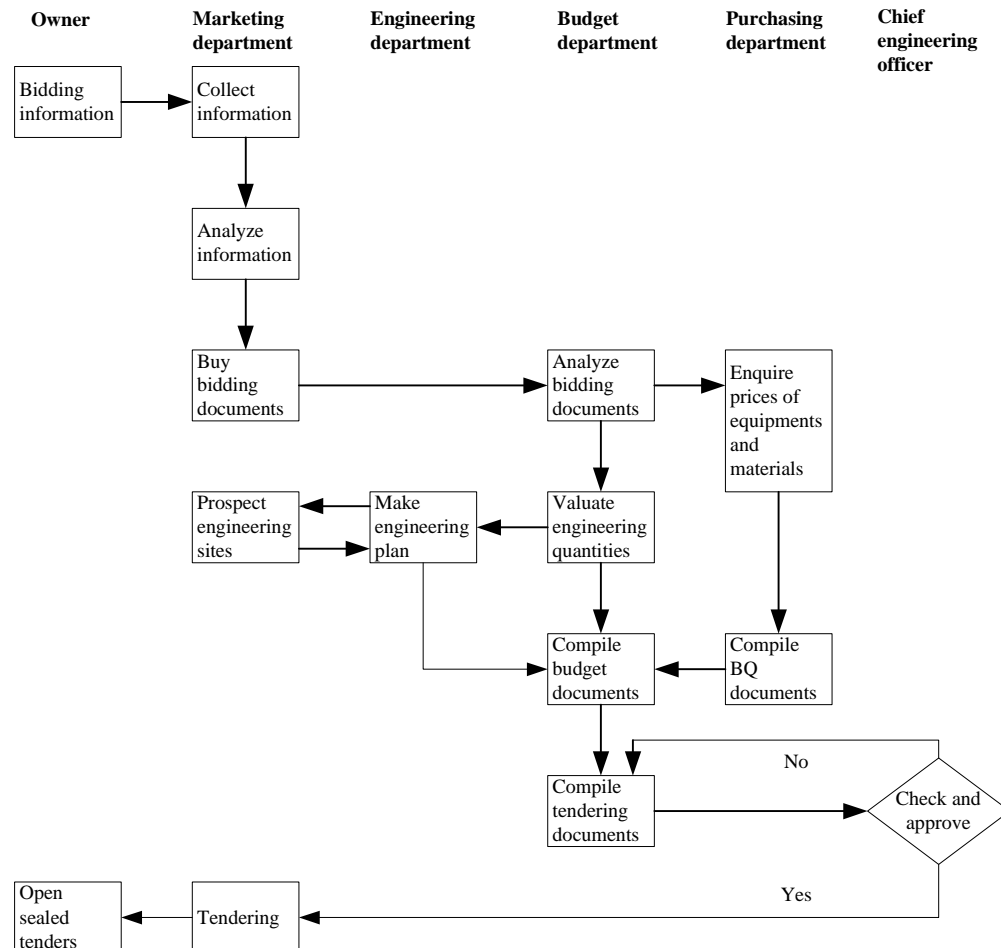 Owner
Marketing
department
Engineering
department
Budget
department
Purchasing
department
Chief
engineering
officer
Bidding
information
Collect
information
Analyze
information
Buy
bidding
documents
Analyze
bidding
documents
Enquire
prices of
equipments
and
materials
Prospect
engineering
sites
Make
engineering
plan
Valuate
engineering
quantities
Compile
budget
documents
Compile
BQ
documents
No
Compile
tendering
documents
Check and
approve
Yes
Open
sealed
tenders
Tendering